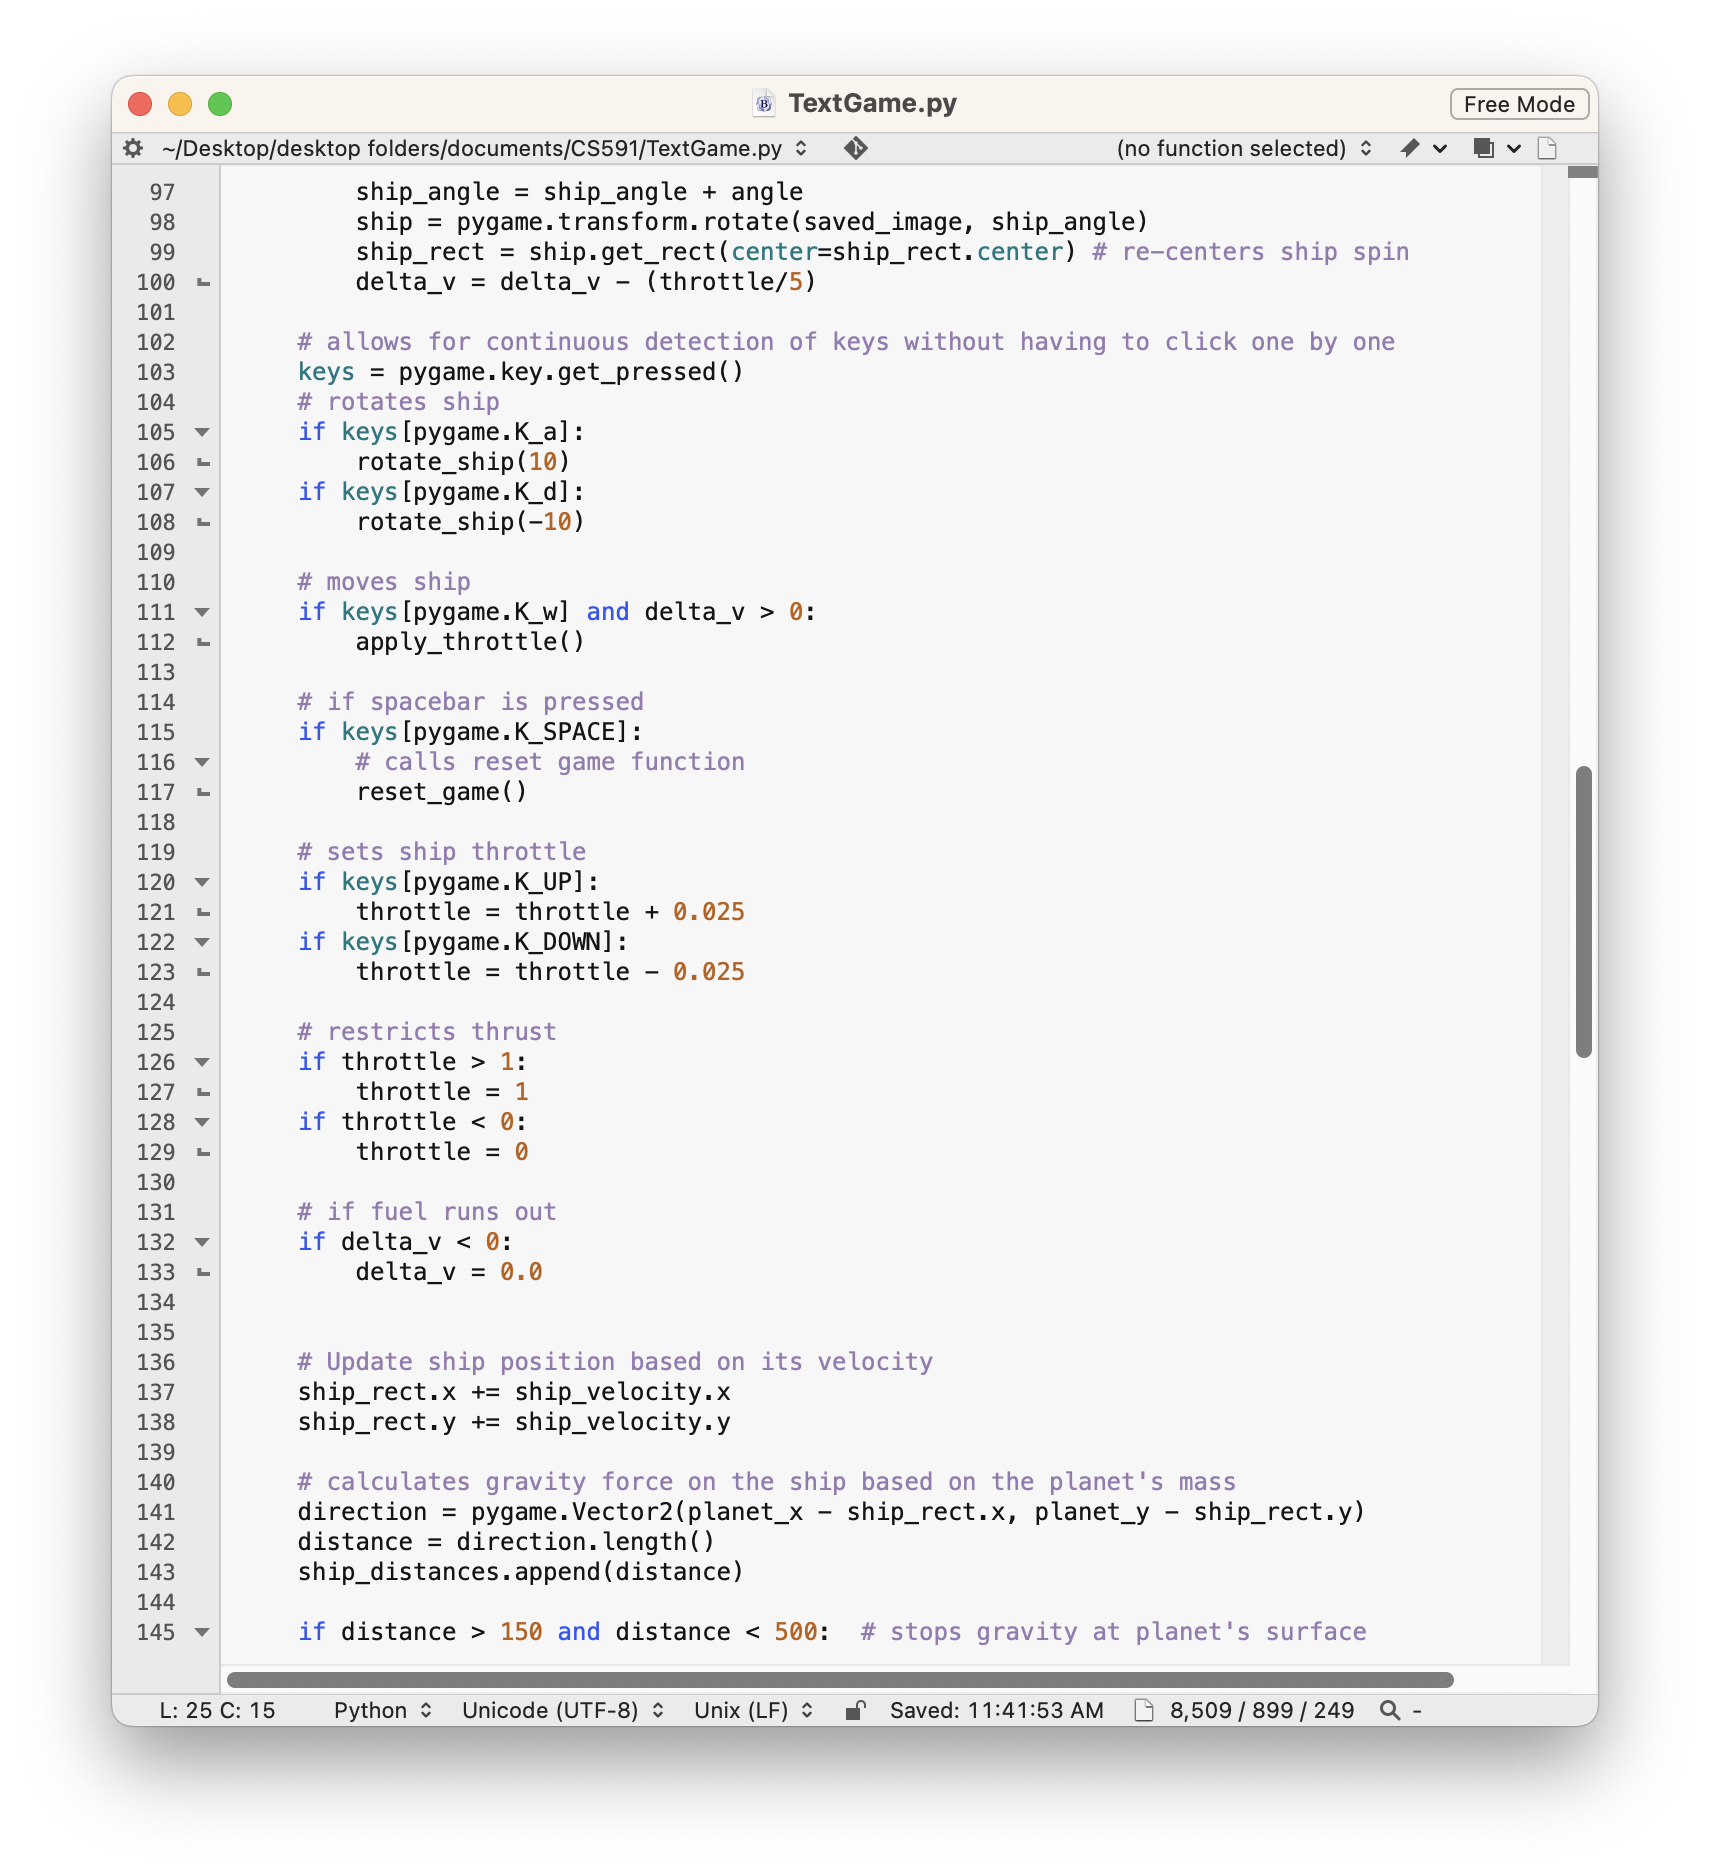 TextGame.py
Free Mode
~/Desktop/desktop folders/documents/CS591/TextGame.py
(no function selected)
97         ship_angle = ship_angle + angle
98         ship = pygame.transform.rotate(saved_image, ship_angle)
99         ship_rect = ship.get_rect(center=ship_rect.center) # re-centers ship spin
100         delta_v = delta_v - (throttle/5)
101
102     # allows for continuous detection of keys without having to click one by one
103     keys = pygame.key.get_pressed()
104     # rotates ship
105     if keys[pygame.K_a]:
106         rotate_ship(10)
107     if keys[pygame.K_d]:
108         rotate_ship(-10)
109
110     # moves ship
111     if keys[pygame.K_w] and delta_v > 0:
112         apply_throttle()
113
114     # if spacebar is pressed
115     if keys[pygame.K_SPACE]:
116         # calls reset game function
117         reset_game()
118
119     # sets ship throttle
120     if keys[pygame.K_UP]:
121         throttle = throttle + 0.025
122     if keys[pygame.K_DOWN]:
123         throttle = throttle - 0.025
124
125     # restricts thrust
126     if throttle > 1:
127         throttle = 1
128     if throttle < 0:
129         throttle = 0
130
131     # if fuel runs out
132     if delta_v < 0:
133         delta_v = 0.0
134
135
136     # Update ship position based on its velocity
137     ship_rect.x += ship_velocity.x
138     ship_rect.y += ship_velocity.y
139
140     # calculates gravity force on the ship based on the planet's mass
141     direction = pygame.Vector2(planet_x - ship_rect.x, planet_y - ship_rect.y)
142     distance = direction.length()
143     ship_distances.append(distance)
144
145     if distance > 150 and distance < 500:  # stops gravity at planet's surface
L: 25 C: 15 Python Unicode (UTF-8) Unix (LF) Saved: 11:41:53 AM 8,509 / 899 / 249 -